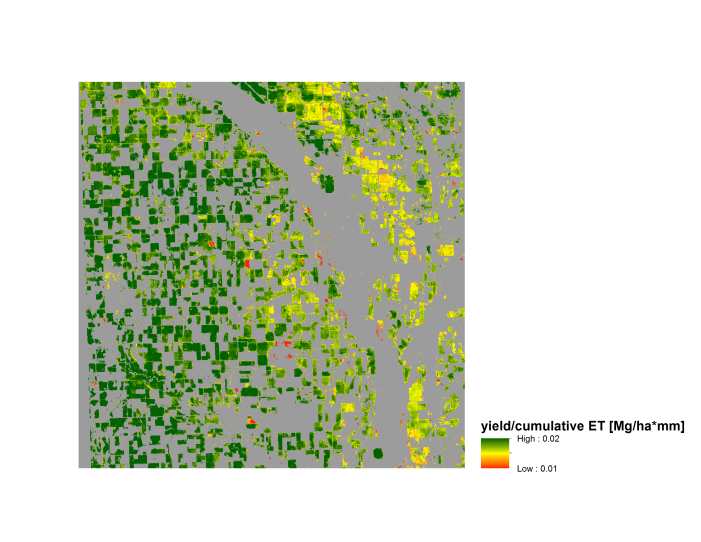 yield/cumulative ET [Mg/ha*mm]
High : 0.02
Low : 0.01